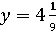 y = 4 1/9